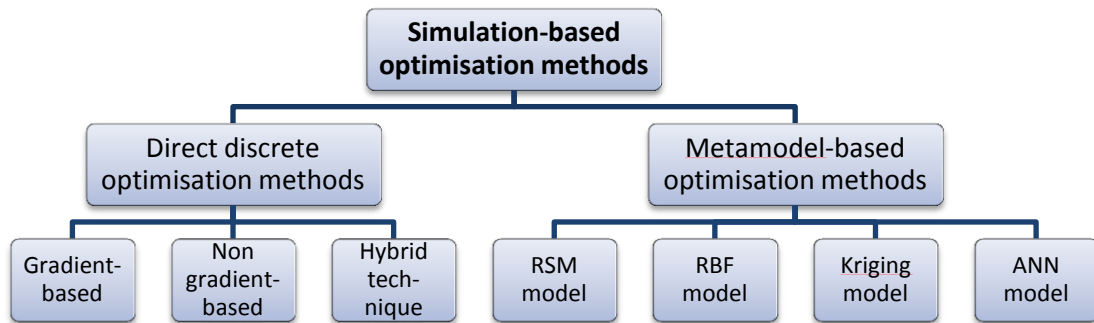 Simulation-based
optimisation methods
Direct discrete
optimisation methods
Metamodel-based
optimisation methods
Gradient-
based
Non
gradient-
based
Hybrid
tech-
nique
RSM
model
RBF
model
Kriging
model
ANN
model